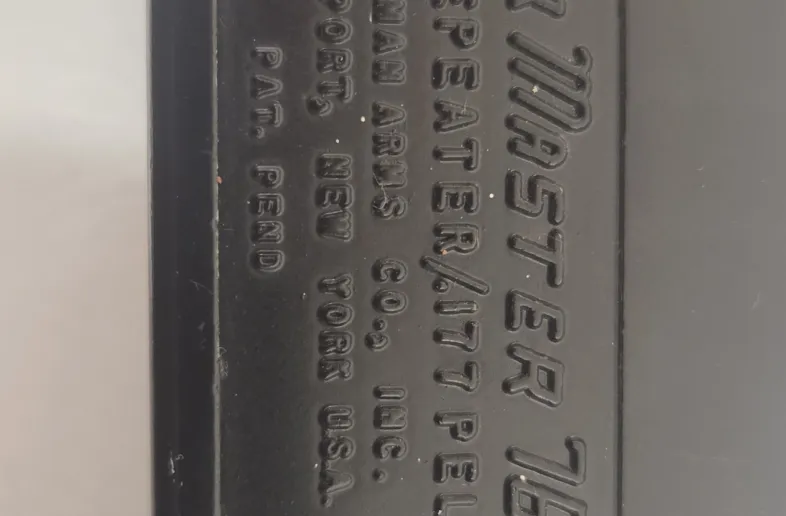 R MASTER 76
EPEATER/.177 PEL
MAN ARMS CO., INC.
PORT, NEW YORK U.S.A.
PAT. PEND